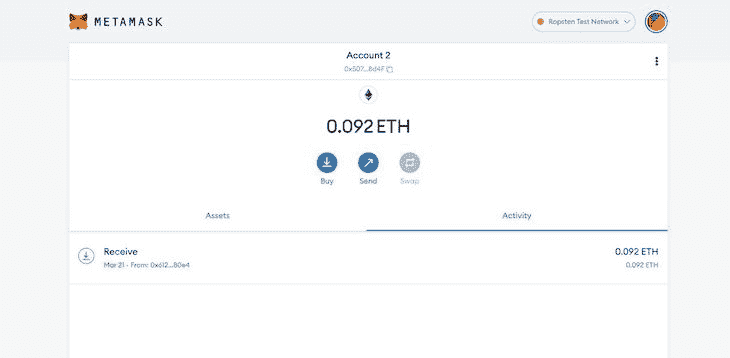 METAMASK
Ropsten Test Network
Account 2
0x507...8d4F
0.092 ETH
Buy Send Swap
Assets Activity
Receive 0.092 ETH
Mar 21 · From: 0x612...80e4 0.092 ETH